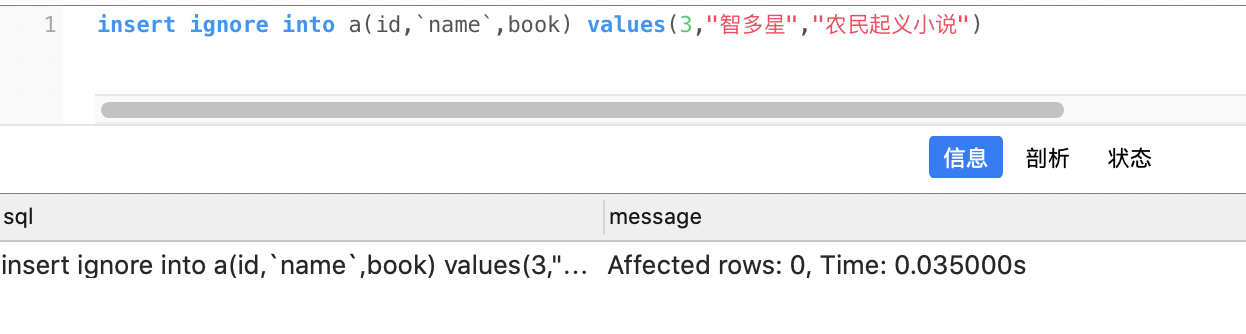 1 insert ignore into a(id,`name`,book) values(3,"智多星","农民起义小说")
信息 剖析 状态
sql message
insert ignore into a(id,`name`,book) values(3,"... Affected rows: 0, Time: 0.035000s